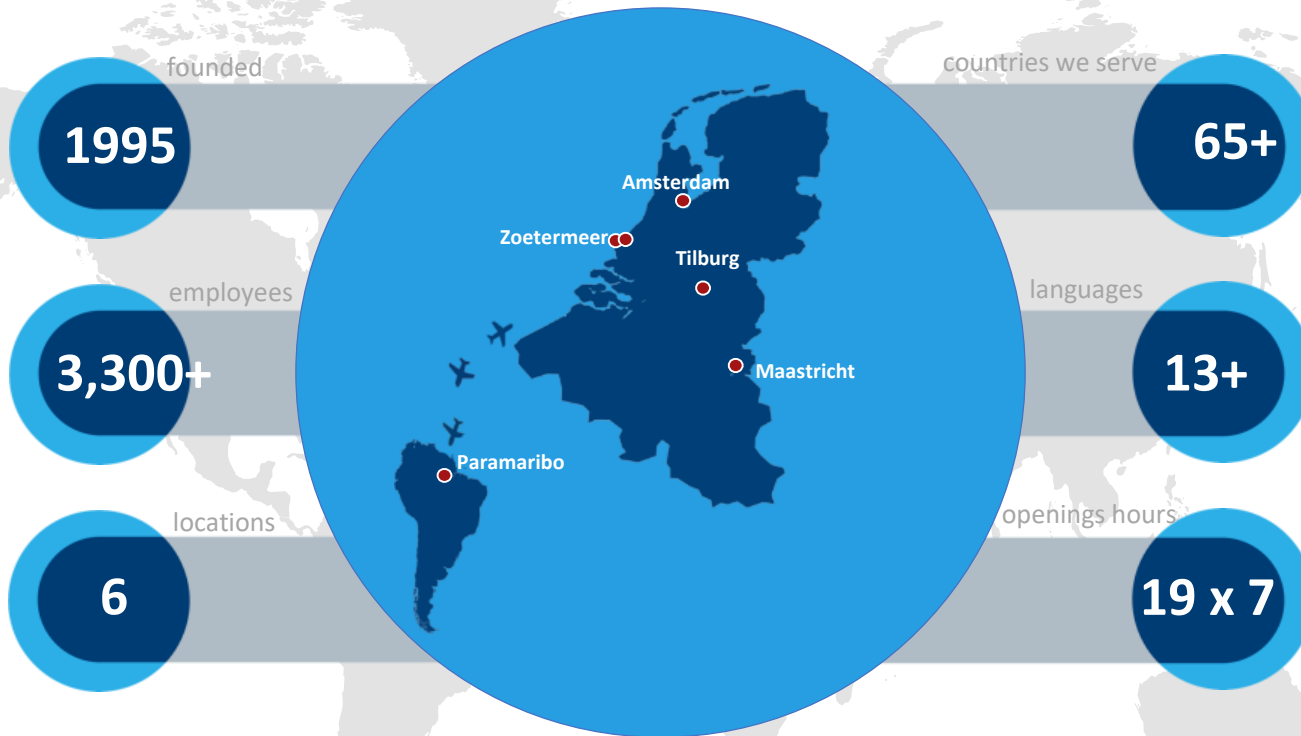 founded
1995
countries we serve
65+
Amsterdam
Zoetermeer
Tilburg
employees
3,300+
languages
13+
Maastricht
Paramaribo
locations
6
openings hours
19 x 7